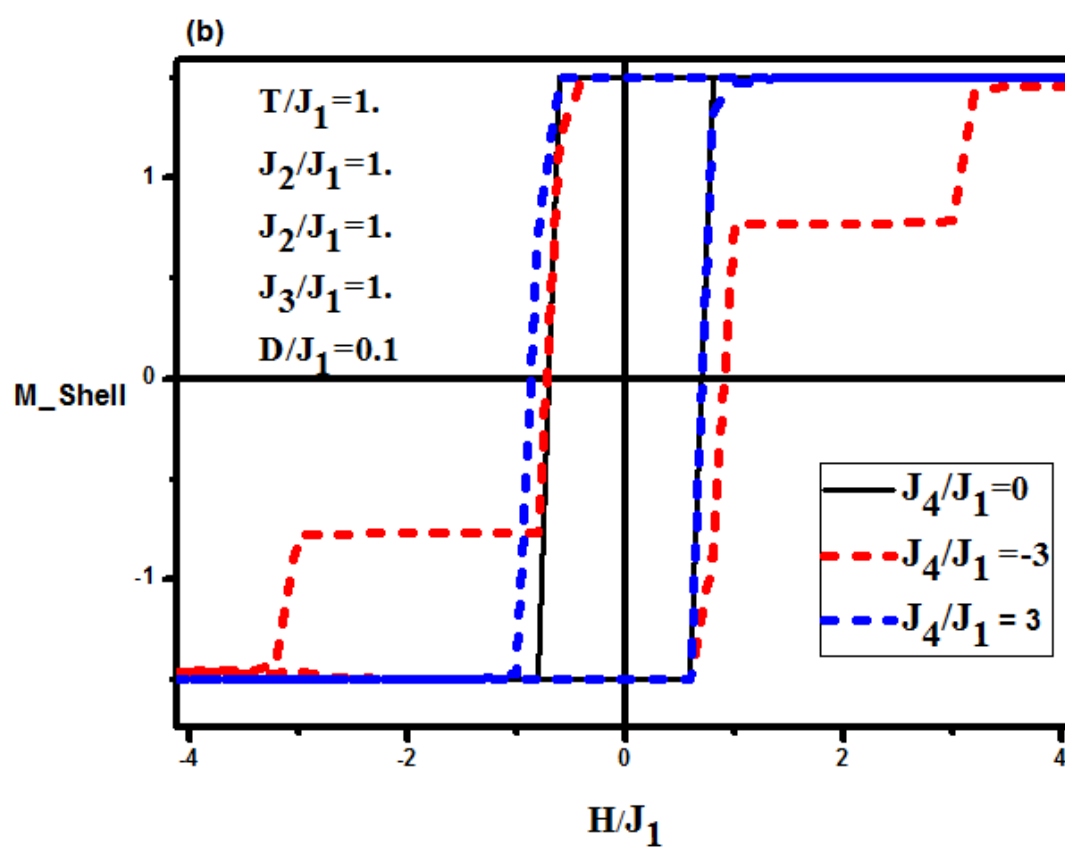 (b)
T/J₁=1.
J₂/J₁=1.
J₂/J₁=1.
J₃/J₁=1.
D/J₁=0.1
1
0
-1
M_Shell
J₄/J₁=0
J₄/J₁=-3
J₄/J₁ = 3
-4 -2 0 2 4
H/J₁